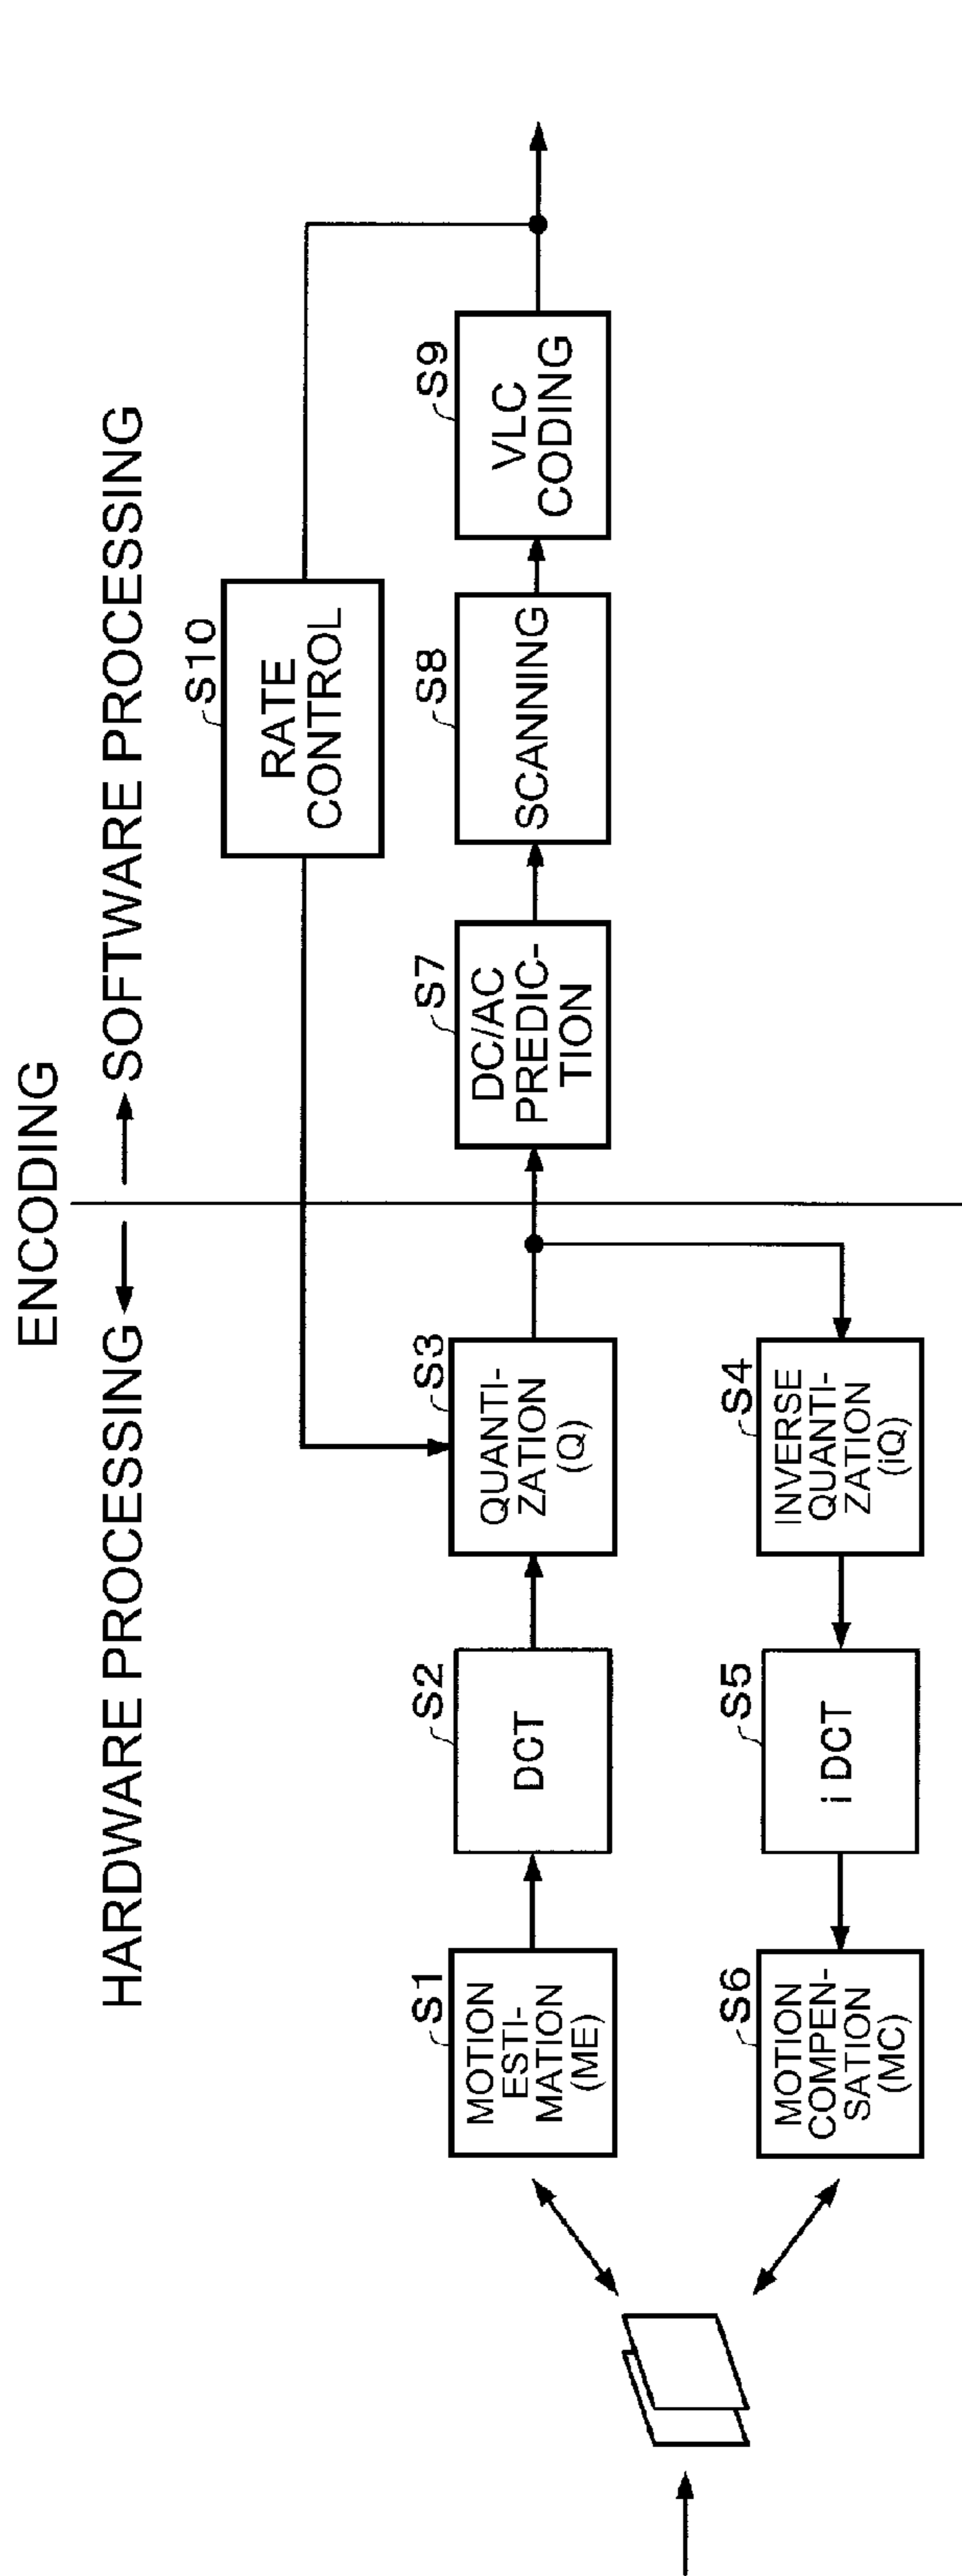 ENCODING
HARDWARE PROCESSING
SOFTWARE PROCESSING
S10
RATE
CONTROL
S1
MOTION
ESTI-
MATION
(ME)
S2
DCT
S3
QUANTI-
ZATION
(Q)
S7
DC/AC
PREDIC-
TION
S8
SCANNING
S9
VLC
CODING
S6
MOTION
COMPEN-
SATION
(MC)
S5
i DCT
S4
INVERSE
QUANTI-
ZATION
(iQ)